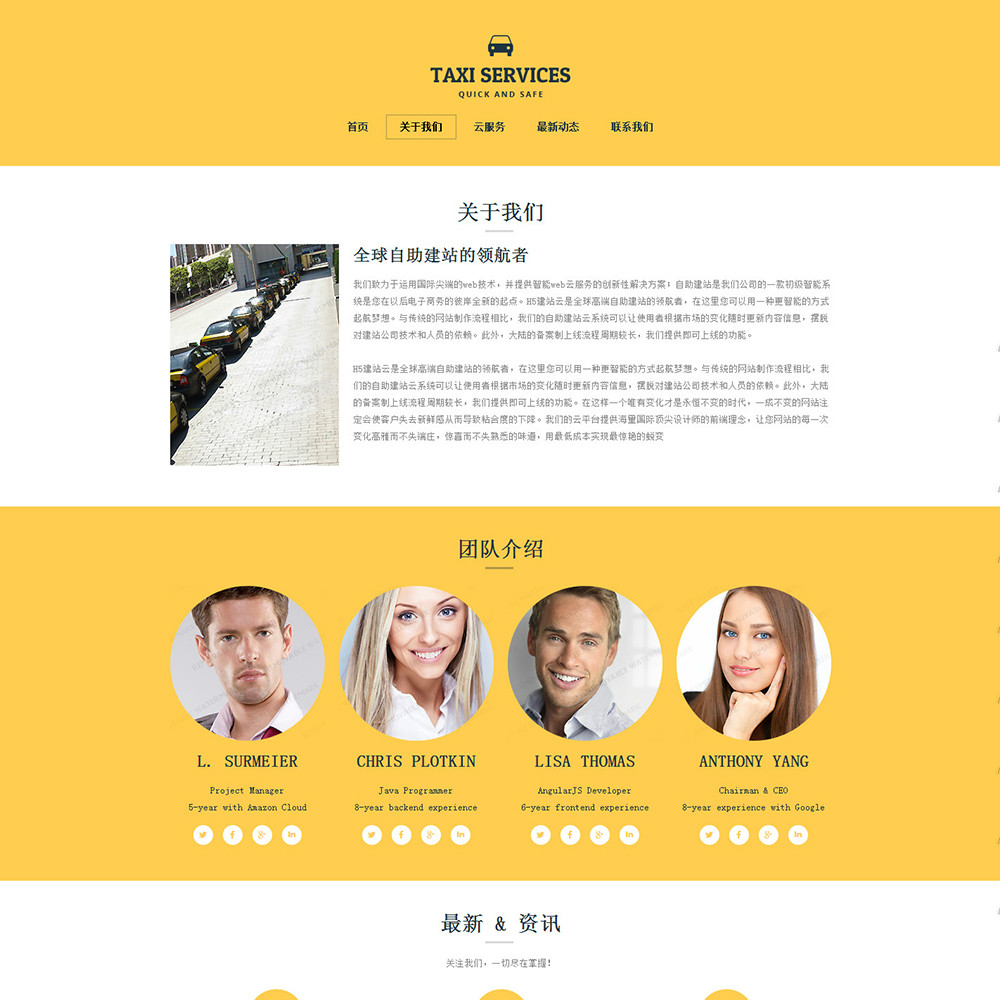 TAXI SERVICES
QUICK AND SAFE
首页 关于我们 云服务 最新动态 联系我们
关于我们
全球自助建站的领航者
我们致力于运用国际尖端的web技术，并提供智能web云服务的创新性解决方案；自助建站是我们公司的一款初级智能系
统是您在以后电子商务的彼岸全新的起点。H5建站云是全球高端自助建站的领航者，在这里您可以用一种更智能的方式
起航梦想。与传统的网站制作流程相比，我们的自助建站云系统可以让使用者根据市场的变化随时更新内容信息，摆脱
对建站公司技术和人员的依赖。此外，大陆的备案制上线流程周期较长，我们提供即可上线的功能。
H5建站云是全球高端自助建站的领航者，在这里您可以用一种更智能的方式起航梦想。与传统的网站制作流程相比，我
们的自助建站云系统可以让使用者根据市场的变化随时更新内容信息，摆脱对建站公司技术和人员的依赖。此外，大陆
的备案制上线流程周期较长，我们提供即可上线的功能。在这样一个唯有变化才是永恒不变的时代，一成不变的网站注
定会使客户失去新鲜感从而导致粘合度的下降。我们的云平台提供海量国际顶尖设计师的前端理念，让您网站的每一次
变化高雅而不失端庄，惊喜而不失熟悉的味道，用最低成本实现最惊艳的蜕变
团队介绍
L. SURMEIER CHRIS PLOTKIN LISA THOMAS ANTHONY YANG
Project Manager Java Programmer AngularJS Developer Chairman & CEO
5-year with Amazon Cloud 8-year backend experience 6-year frontend experience 8-year experience with Google
最新 & 资讯
关注我们，一切尽在掌握！